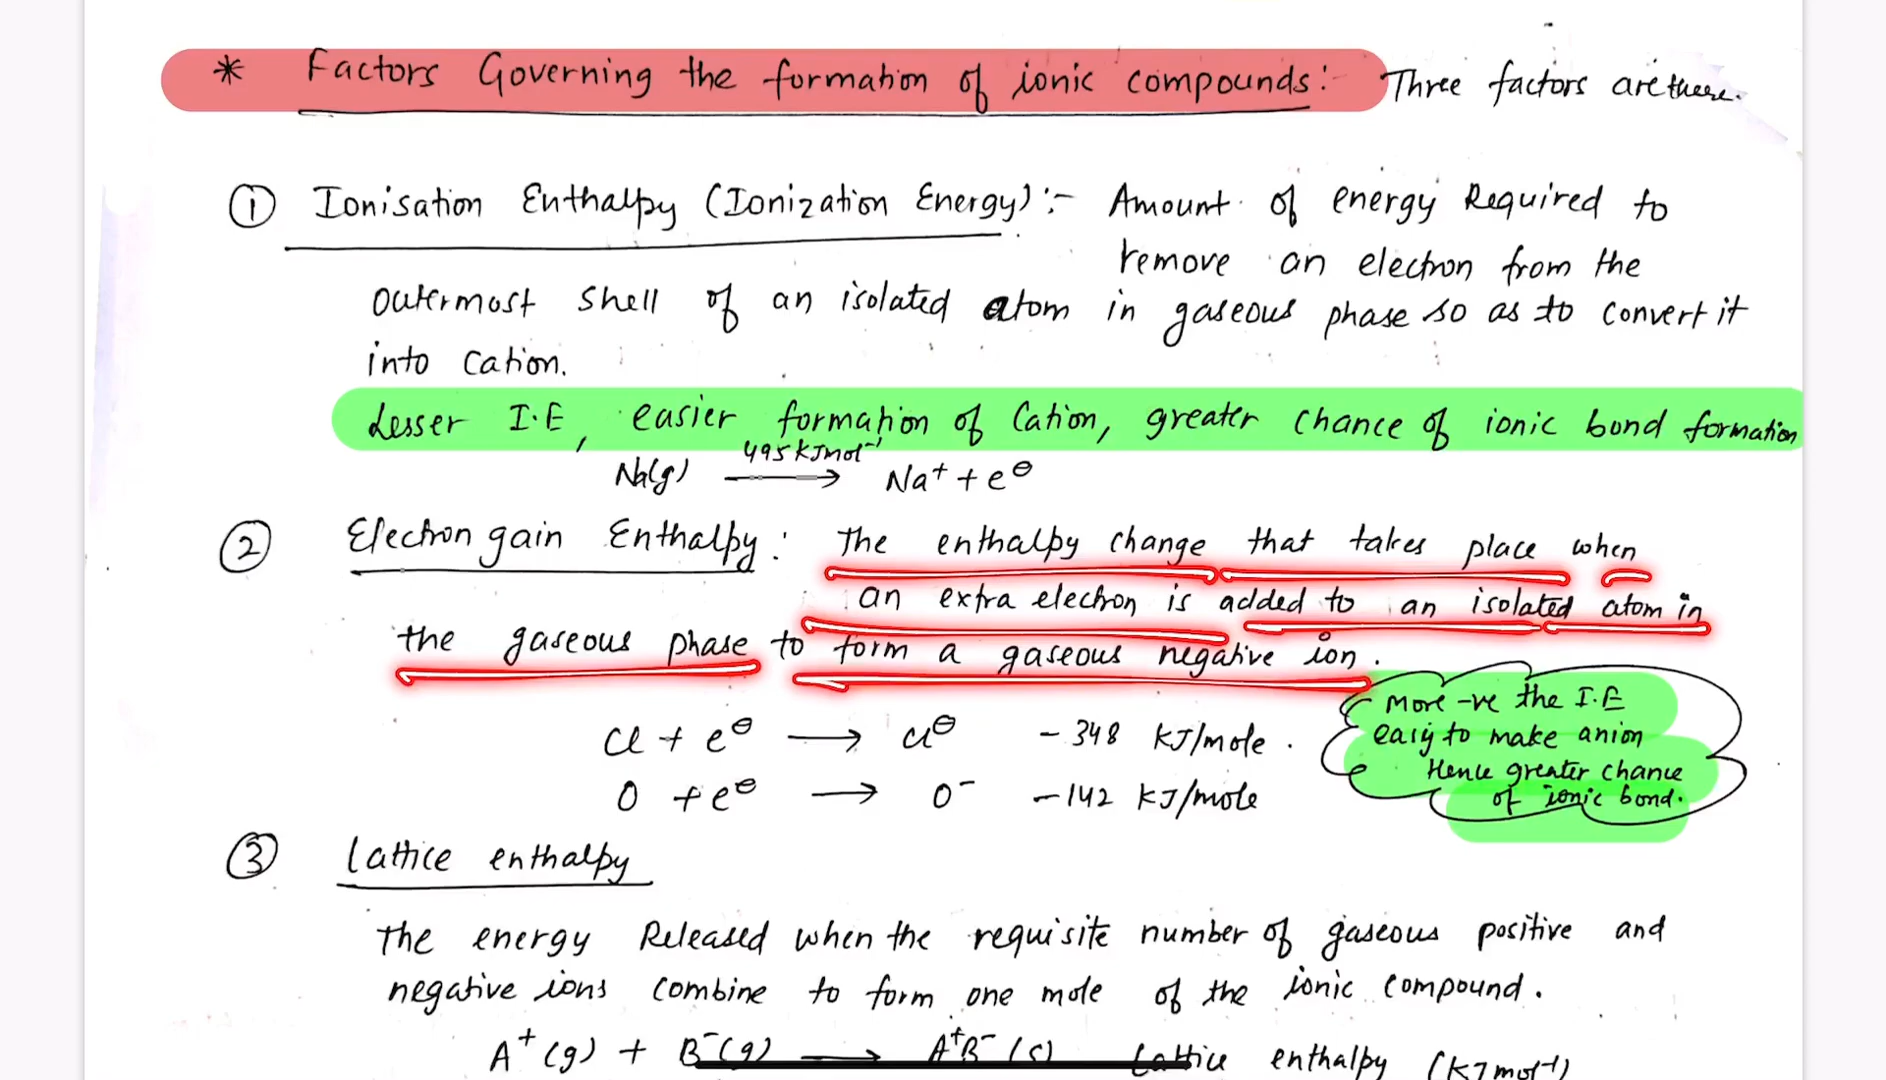 * Factors Governing the formation of ionic compounds:- Three factors are there.
① Ionisation Enthalpy (Ionization Energy):- Amount of energy Required to
remove an electron from the
outermost shell of an isolated atom in gaseous phase so as to convert it
into Cation.
Lesser I.E, easier formation of Cation, greater chance of ionic bond formation
Na(g) —495 KJmol⁻¹→ Na⁺ + e⊖
② Electron gain Enthalpy: The enthalpy change that takes place when
an extra electron is added to an isolated atom in
the gaseous phase to form a gaseous negative ion.
Cl + e⊖ → Cl⊖ -348 KJ/mole.
O + e⊖ → O⁻ -142 KJ/mole
More -ve the I.E
easy to make anion
Hence greater chance
of ionic bond.
③ Lattice enthalpy
The energy Released when the requisite number of gaseous positive and
negative ions combine to form one mole of the ionic compound.
A⁺(g) + B⁻(g) → A⁺B⁻(s) Lattice enthalpy (KJmol⁻¹)